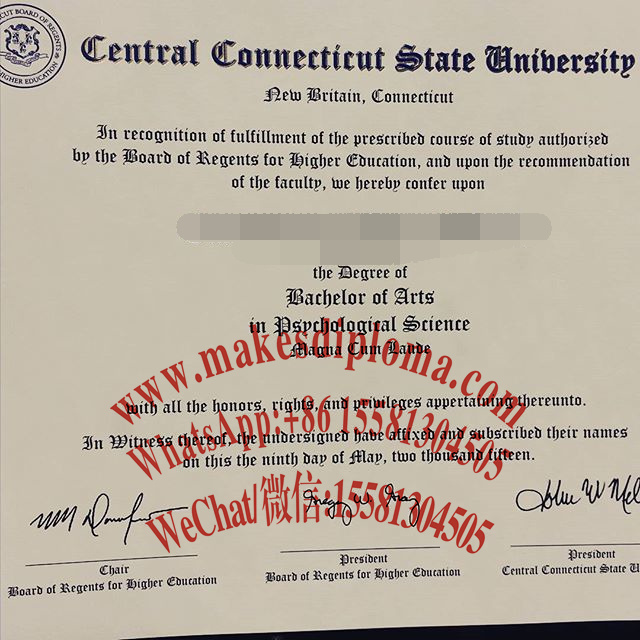 CUT BOARD OF REGENTS
HIGHER EDUCATION
Central Connecticut State University
New Britain, Connecticut
In recognition of fulfillment of the prescribed course of study authorized
by the Board of Regents for Higher Education, and upon the recommendation
of the faculty, we hereby confer upon
the Degree of
Bachelor of Arts
in Psychological Science
Magna Cum Laude
www.makesdiploma.com
with all the honors, rights, and privileges appertaining thereunto.
WhatsApp:+86 15581304505
In Witness thereof, the undersigned have affixed and subscribed their names
on this the ninth day of May, two thousand fifteen.
WeChat/微信:15581304505
Chair
Board of Regents for Higher Education
President
Board of Regents for Higher Education
President
Central Connecticut State U